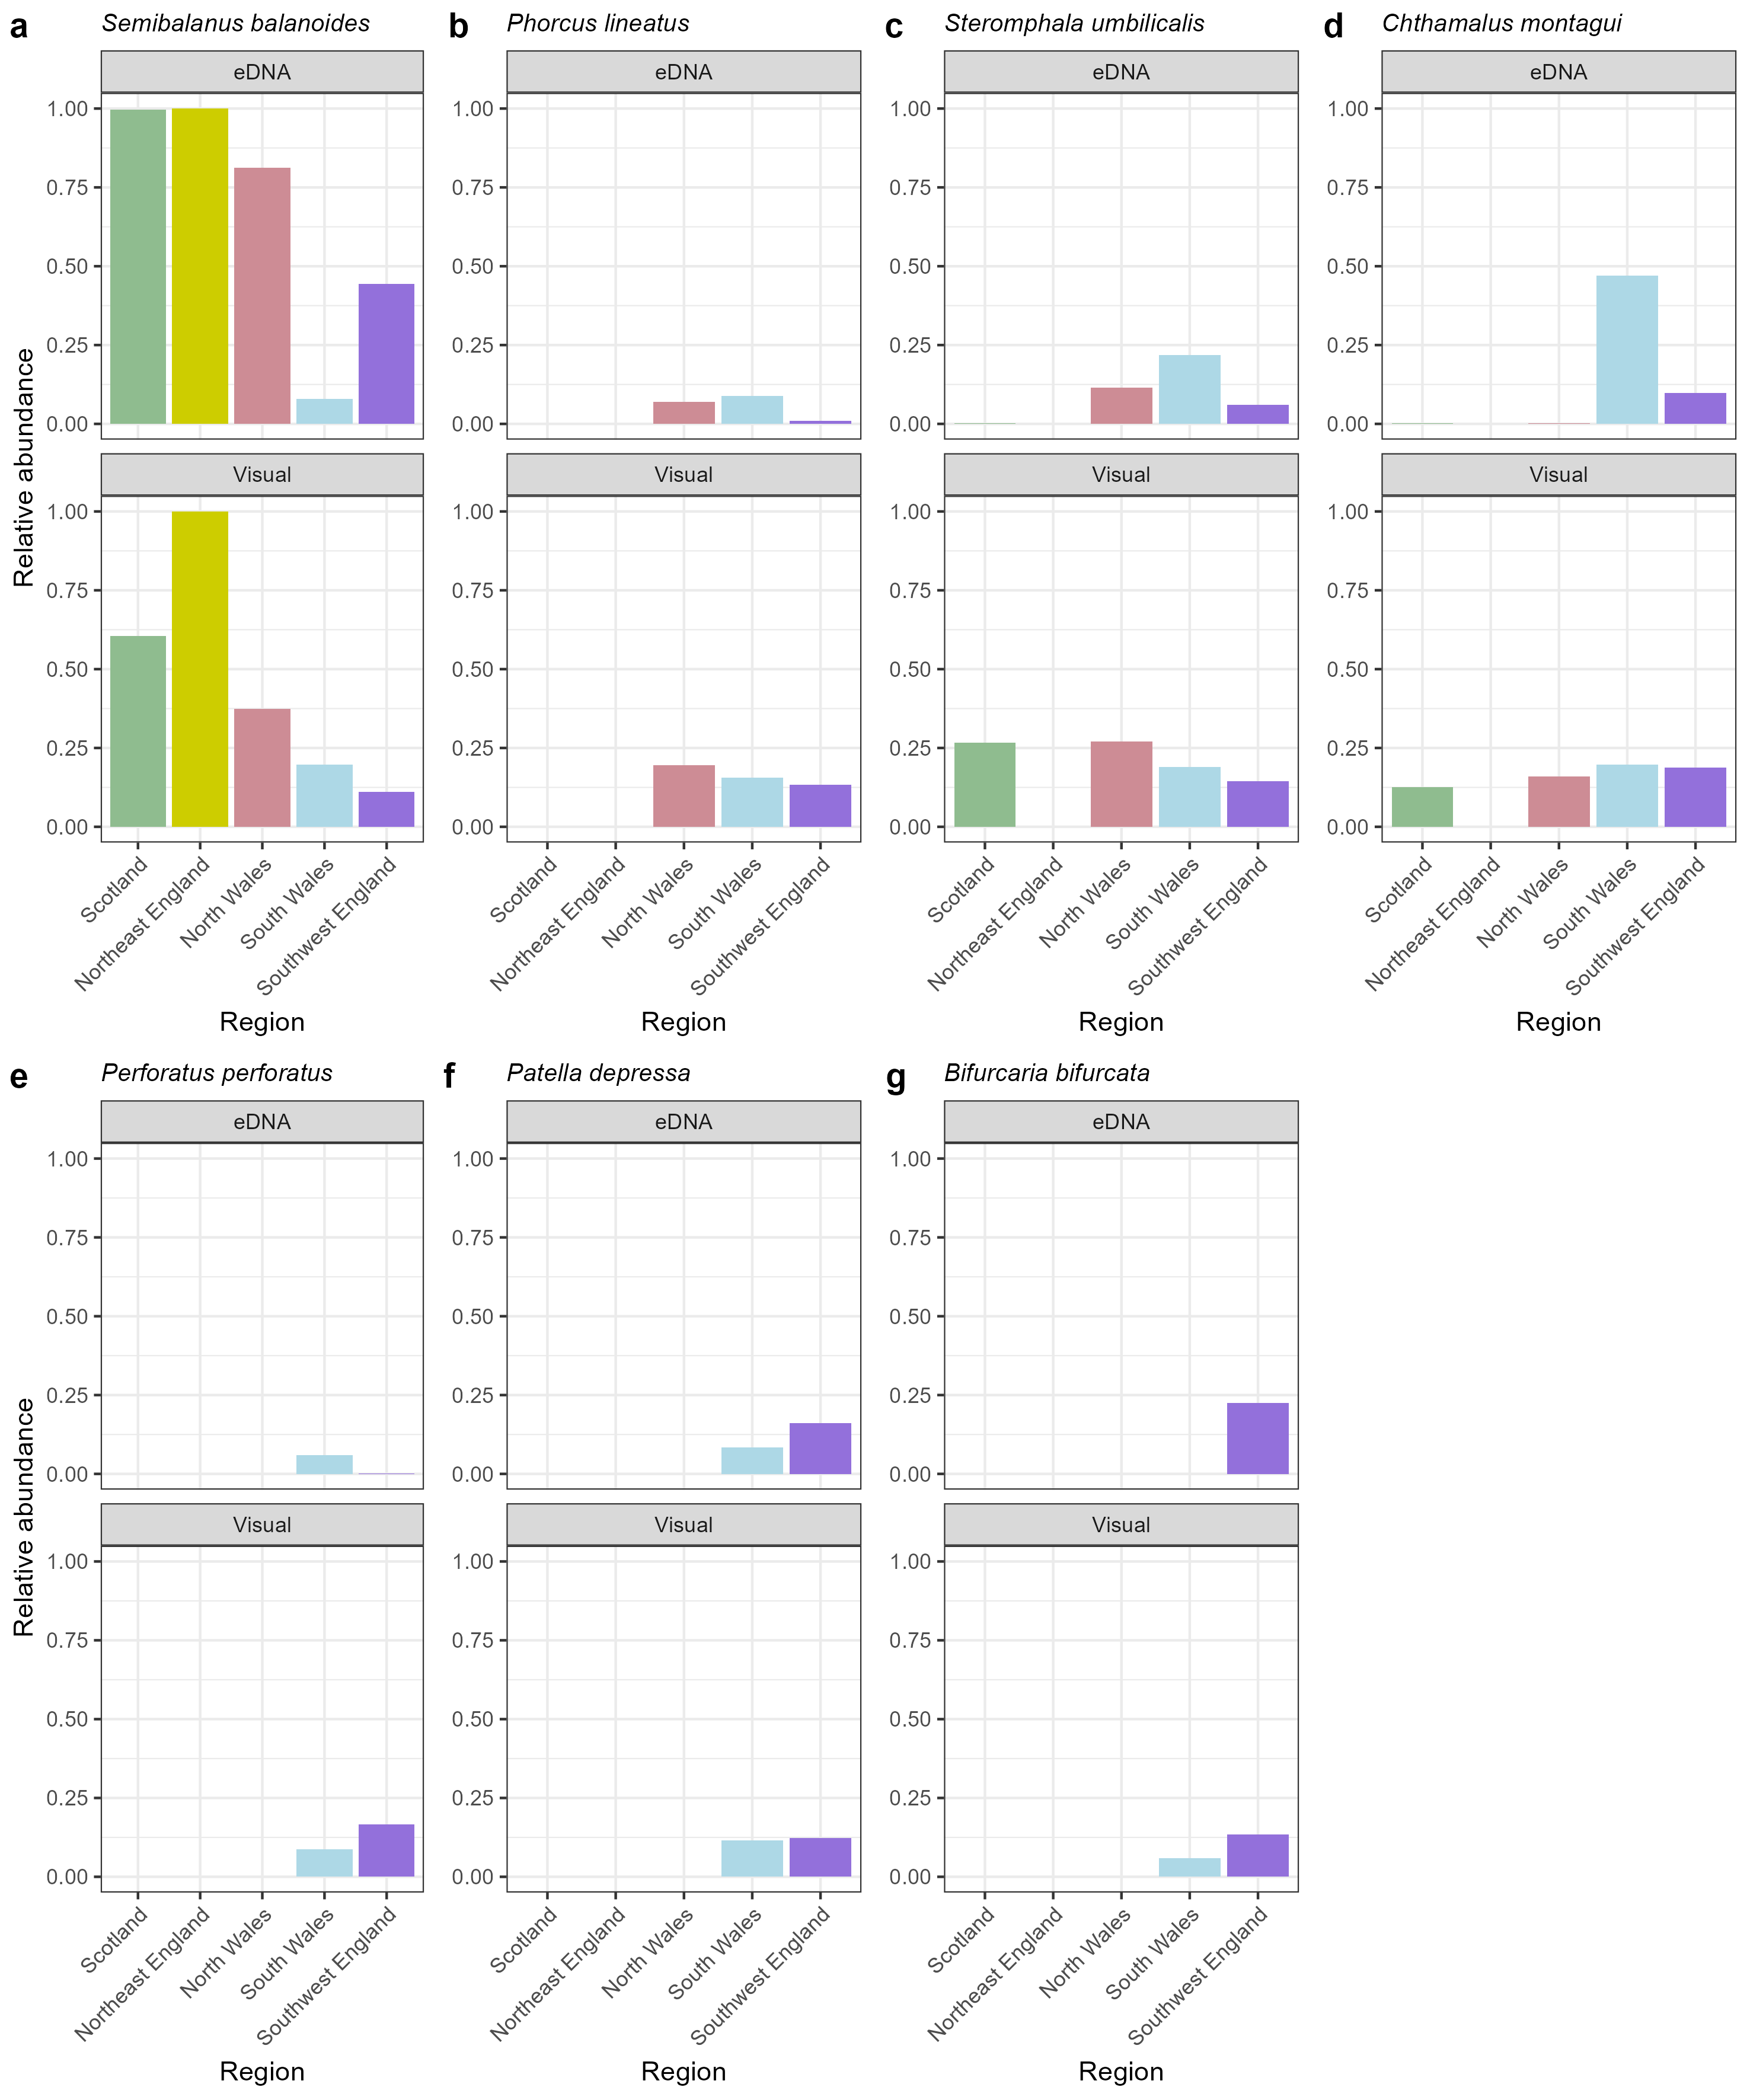 a Semibalanus balanoides
b Phorcus lineatus
c Steromphala umbilicalis
d Chthamalus montagui
eDNA eDNA eDNA eDNA
1.00 1.00 1.00 1.00
0.75 0.75 0.75 0.75
0.50 0.50 0.50 0.50
0.25 0.25 0.25 0.25
0.00 0.00 0.00 0.00
Relative abundance
Visual Visual Visual Visual
1.00 1.00 1.00 1.00
0.75 0.75 0.75 0.75
0.50 0.50 0.50 0.50
0.25 0.25 0.25 0.25
0.00 0.00 0.00 0.00
Scotland Northeast England North Wales South Wales Southwest England
Scotland Northeast England North Wales South Wales Southwest England
Scotland Northeast England North Wales South Wales Southwest England
Scotland Northeast England North Wales South Wales Southwest England
Region Region Region Region
e Perforatus perforatus
f Patella depressa
g Bifurcaria bifurcata
eDNA eDNA eDNA
1.00 1.00 1.00
0.75 0.75 0.75
0.50 0.50 0.50
0.25 0.25 0.25
0.00 0.00 0.00
Relative abundance
Visual Visual Visual
1.00 1.00 1.00
0.75 0.75 0.75
0.50 0.50 0.50
0.25 0.25 0.25
0.00 0.00 0.00
Scotland Northeast England North Wales South Wales Southwest England
Scotland Northeast England North Wales South Wales Southwest England
Scotland Northeast England North Wales South Wales Southwest England
Region Region Region